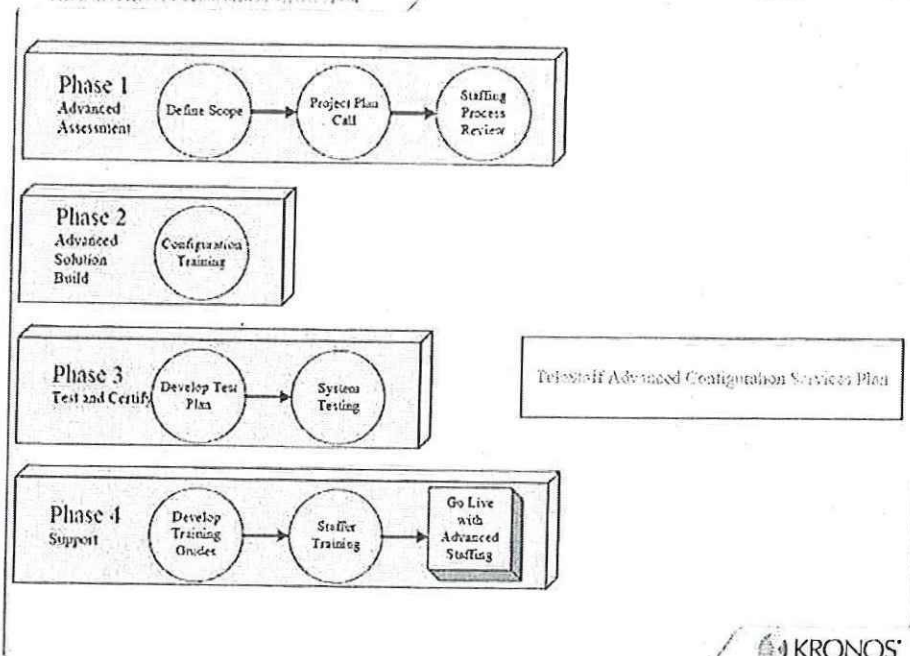 Phase 1
Advanced
Assessment
Define Scope
Project Plan
Call
Staffing
Process
Review
Phase 2
Advanced
Solution
Build
Configuration
Training
Phase 3
Test and Certify
Develop Test
Plan
System
Testing
Telestaff Advanced Configuration Services Plan
Phase 4
Support
Develop
Training
Guides
Staffer
Training
Go Live
with
Advanced
Staffing
KRONOS